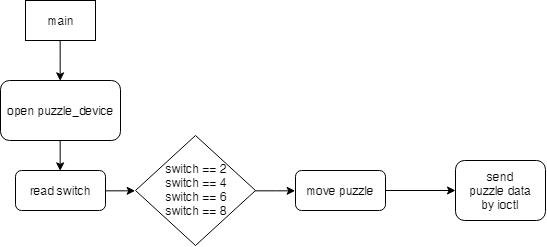 main
open puzzle_device
read switch
switch == 2
switch == 4
switch == 6
switch == 8
move puzzle
send
puzzle data
by ioctl